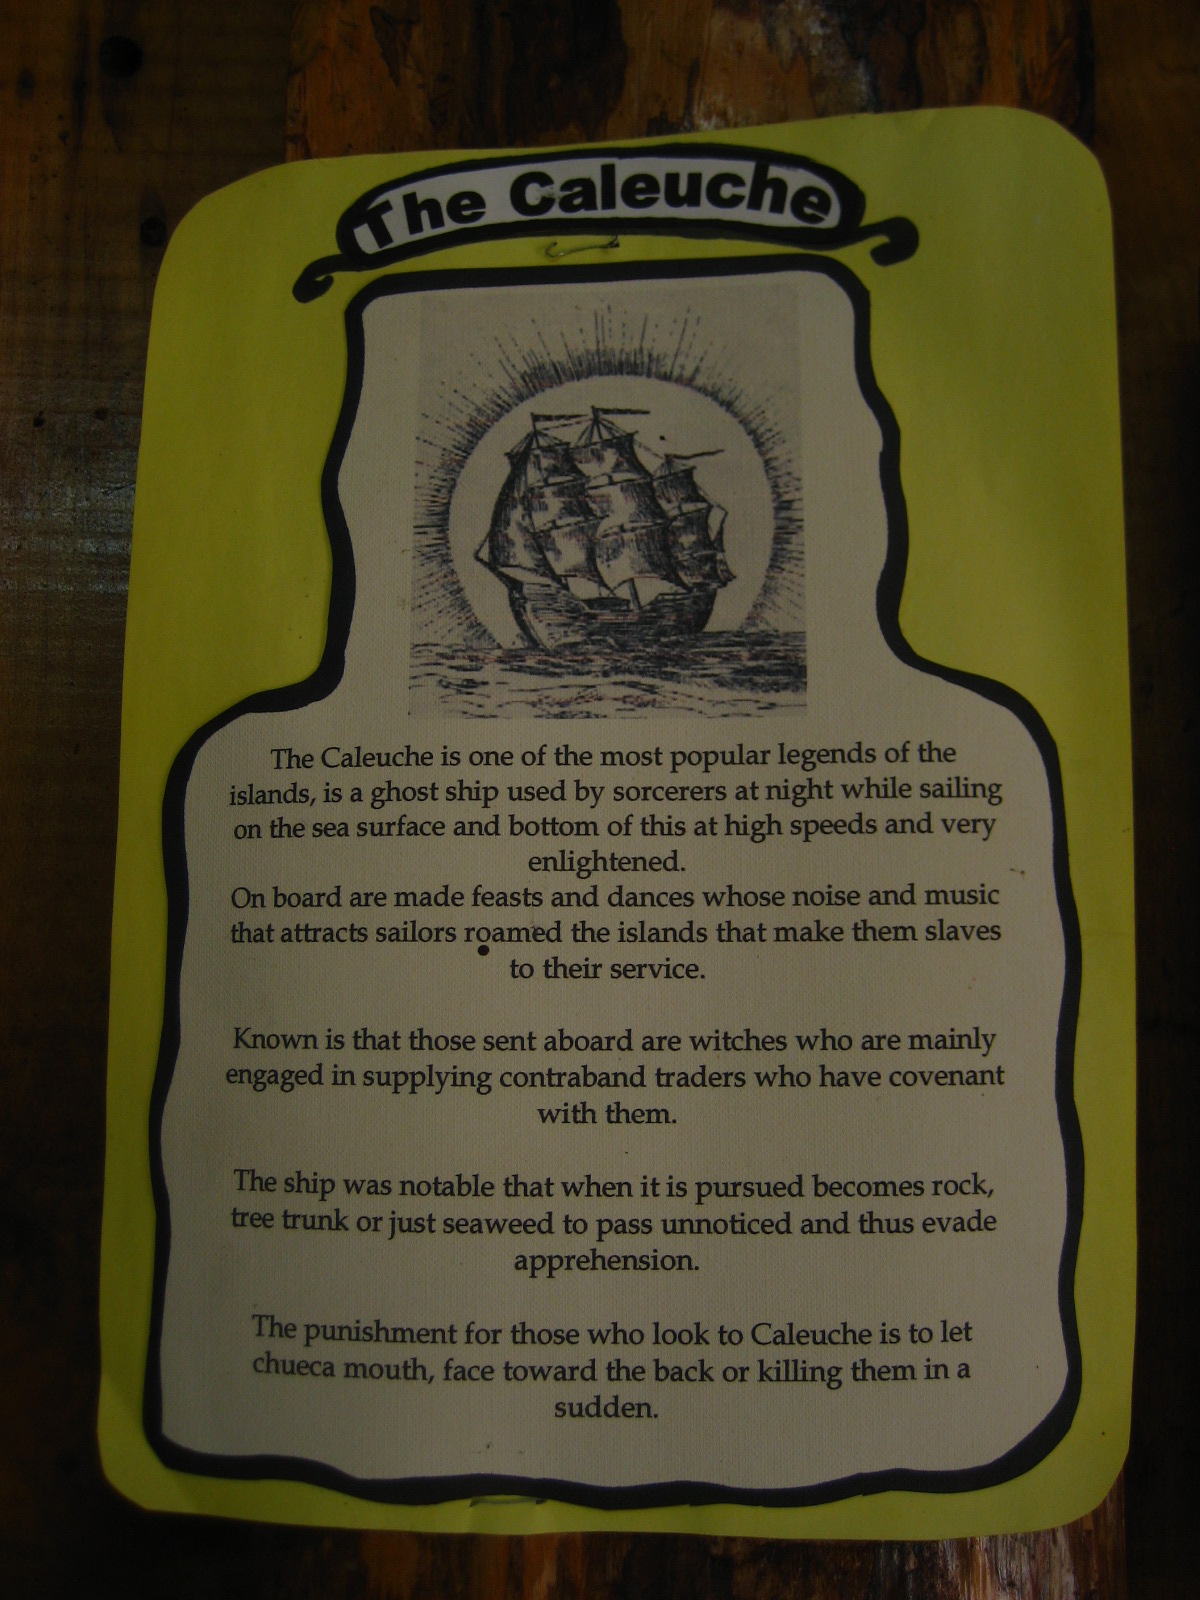 The Caleuche
The Caleuche is one of the most popular legends of the
islands, is a ghost ship used by sorcerers at night while sailing
on the sea surface and bottom of this at high speeds and very
enlightened.
On board are made feasts and dances whose noise and music
that attracts sailors roamed the islands that make them slaves
to their service.
Known is that those sent aboard are witches who are mainly
engaged in supplying contraband traders who have covenant
with them.
The ship was notable that when it is pursued becomes rock,
tree trunk or just seaweed to pass unnoticed and thus evade
apprehension.
The punishment for those who look to Caleuche is to let
chueca mouth, face toward the back or killing them in a
sudden.